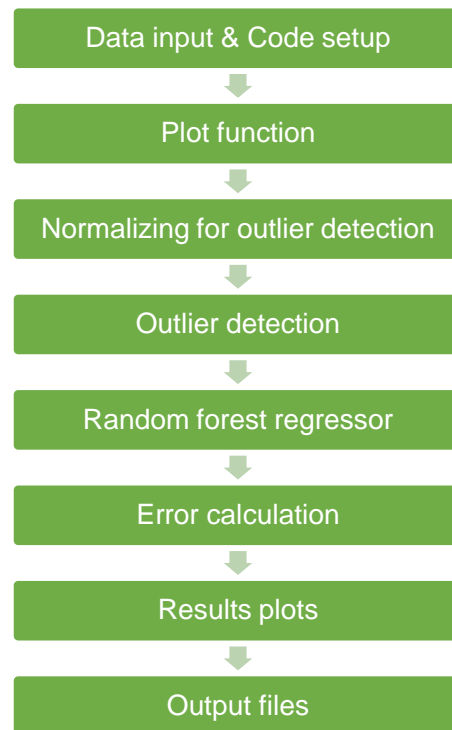 Data input & Code setup
Plot function
Normalizing for outlier detection
Outlier detection
Random forest regressor
Error calculation
Results plots
Output files